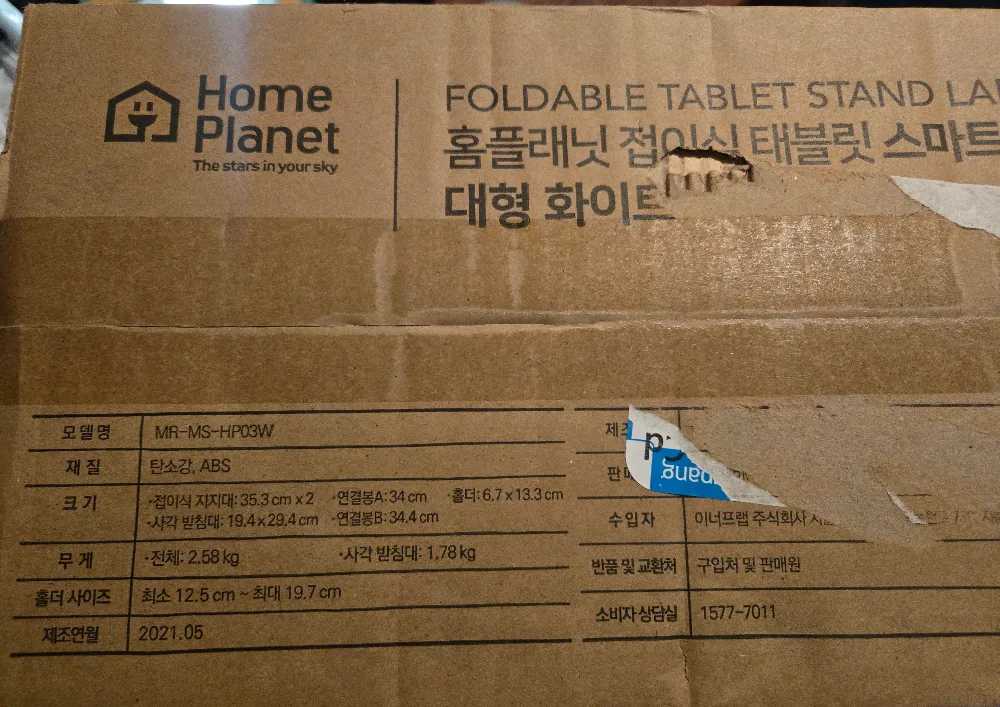 Home
Planet
The stars in your sky
FOLDABLE TABLET STAND LA
홈플래닛 접이식 태블릿 스마트
대형 화이트
모델명 MR-MS-HP03W
재 질 탄소강, ABS
크 기 ·접이식 지지대: 35.3 cm x 2 ·연결봉A: 34 cm ·홀더: 6.7 x 13.3 cm
·사각 받침대: 19.4 x 29.4 cm ·연결봉B: 34.4 cm
무 게 ·전체: 2.58 kg ·사각 받침대: 1.78 kg
홀더 사이즈 최소 12.5 cm ~ 최대 19.7 cm
제조연월 2021.05
제조
판매
수입자 이너프랩 주식회사
반품 및 교환처 구입처 및 판매원
소비자 상담실 1577-7011